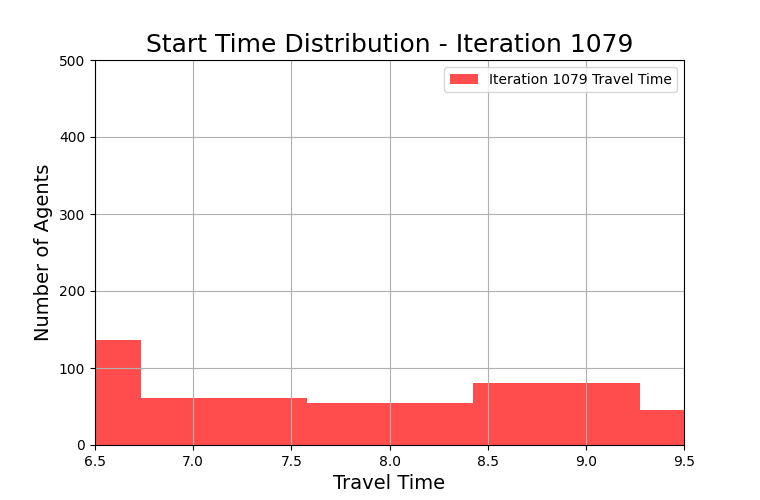 Start Time Distribution - Iteration 1079
500
Iteration 1079 Travel Time
400
300
200
100
0
Number of Agents
6.5 7.0 7.5 8.0 8.5 9.0 9.5
Travel Time